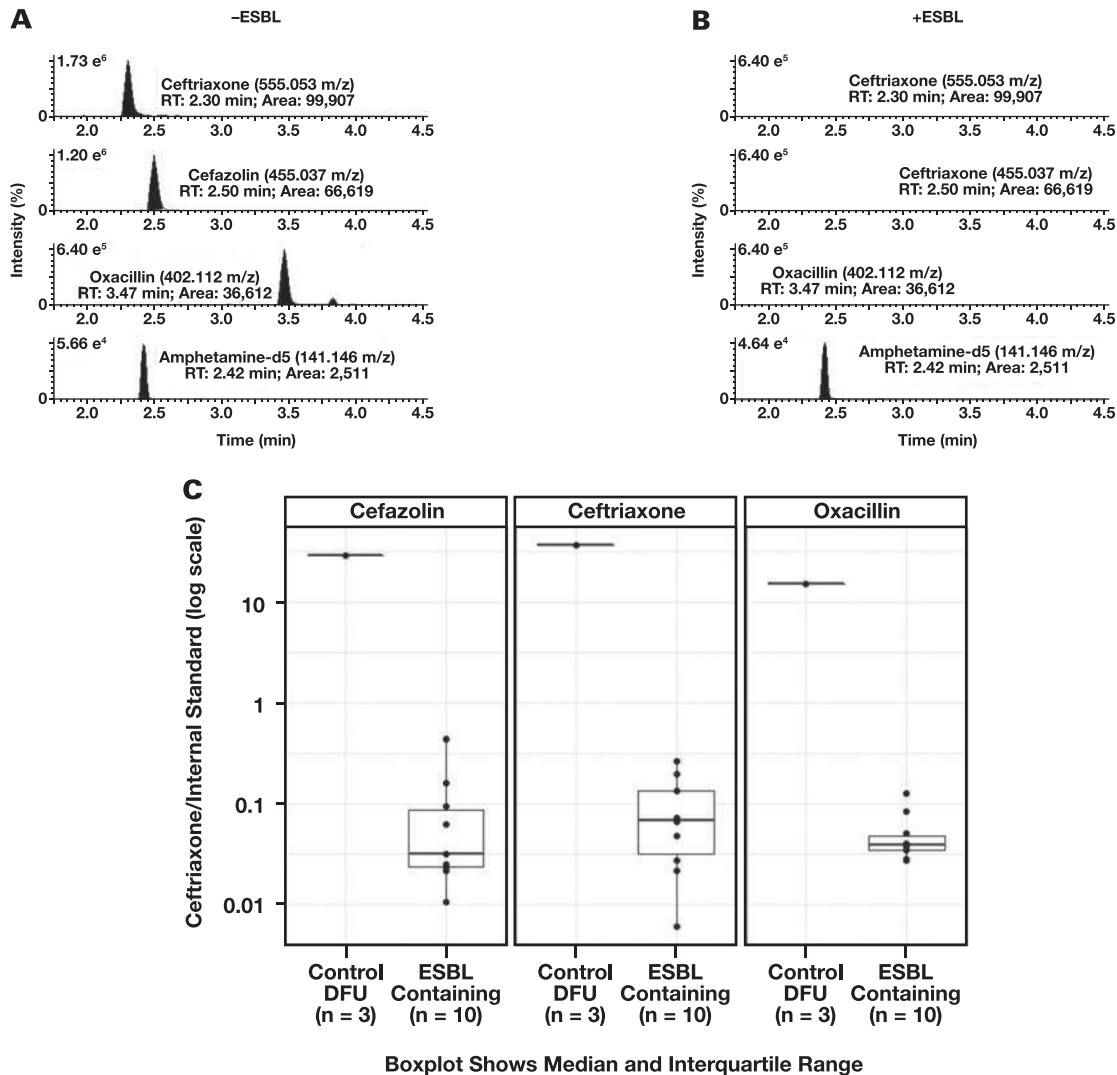 A
–ESBL
1.73 e⁶
Ceftriaxone (555.053 m/z)
RT: 2.30 min; Area: 99,907
0
2.0 2.5 3.0 3.5 4.0 4.5
1.20 e⁶
Cefazolin (455.037 m/z)
RT: 2.50 min; Area: 66,619
0
2.0 2.5 3.0 3.5 4.0 4.5
6.40 e⁵
Oxacillin (402.112 m/z)
RT: 3.47 min; Area: 36,612
0
2.0 2.5 3.0 3.5 4.0 4.5
5.66 e⁴
Amphetamine-d5 (141.146 m/z)
RT: 2.42 min; Area: 2,511
0
2.0 2.5 3.0 3.5 4.0 4.5
Intensity (%)
Time (min)
B
+ESBL
6.40 e⁵
Ceftriaxone (555.053 m/z)
RT: 2.30 min; Area: 99,907
0
2.0 2.5 3.0 3.5 4.0 4.5
6.40 e⁵
Ceftriaxone (455.037 m/z)
RT: 2.50 min; Area: 66,619
0
2.0 2.5 3.0 3.5 4.0 4.5
6.40 e⁵
Oxacillin (402.112 m/z)
RT: 3.47 min; Area: 36,612
0
2.0 2.5 3.0 3.5 4.0 4.5
4.64 e⁴
Amphetamine-d5 (141.146 m/z)
RT: 2.42 min; Area: 2,511
0
2.0 2.5 3.0 3.5 4.0 4.5
Intensity (%)
Time (min)
C
Cefazolin Ceftriaxone Oxacillin
Ceftriaxone/Internal Standard (log scale)
10
1
0.1
0.01
Control ESBL Control ESBL Control ESBL
DFU Containing DFU Containing DFU Containing
(n = 3) (n = 10) (n = 3) (n = 10) (n = 3) (n = 10)
Boxplot Shows Median and Interquartile Range